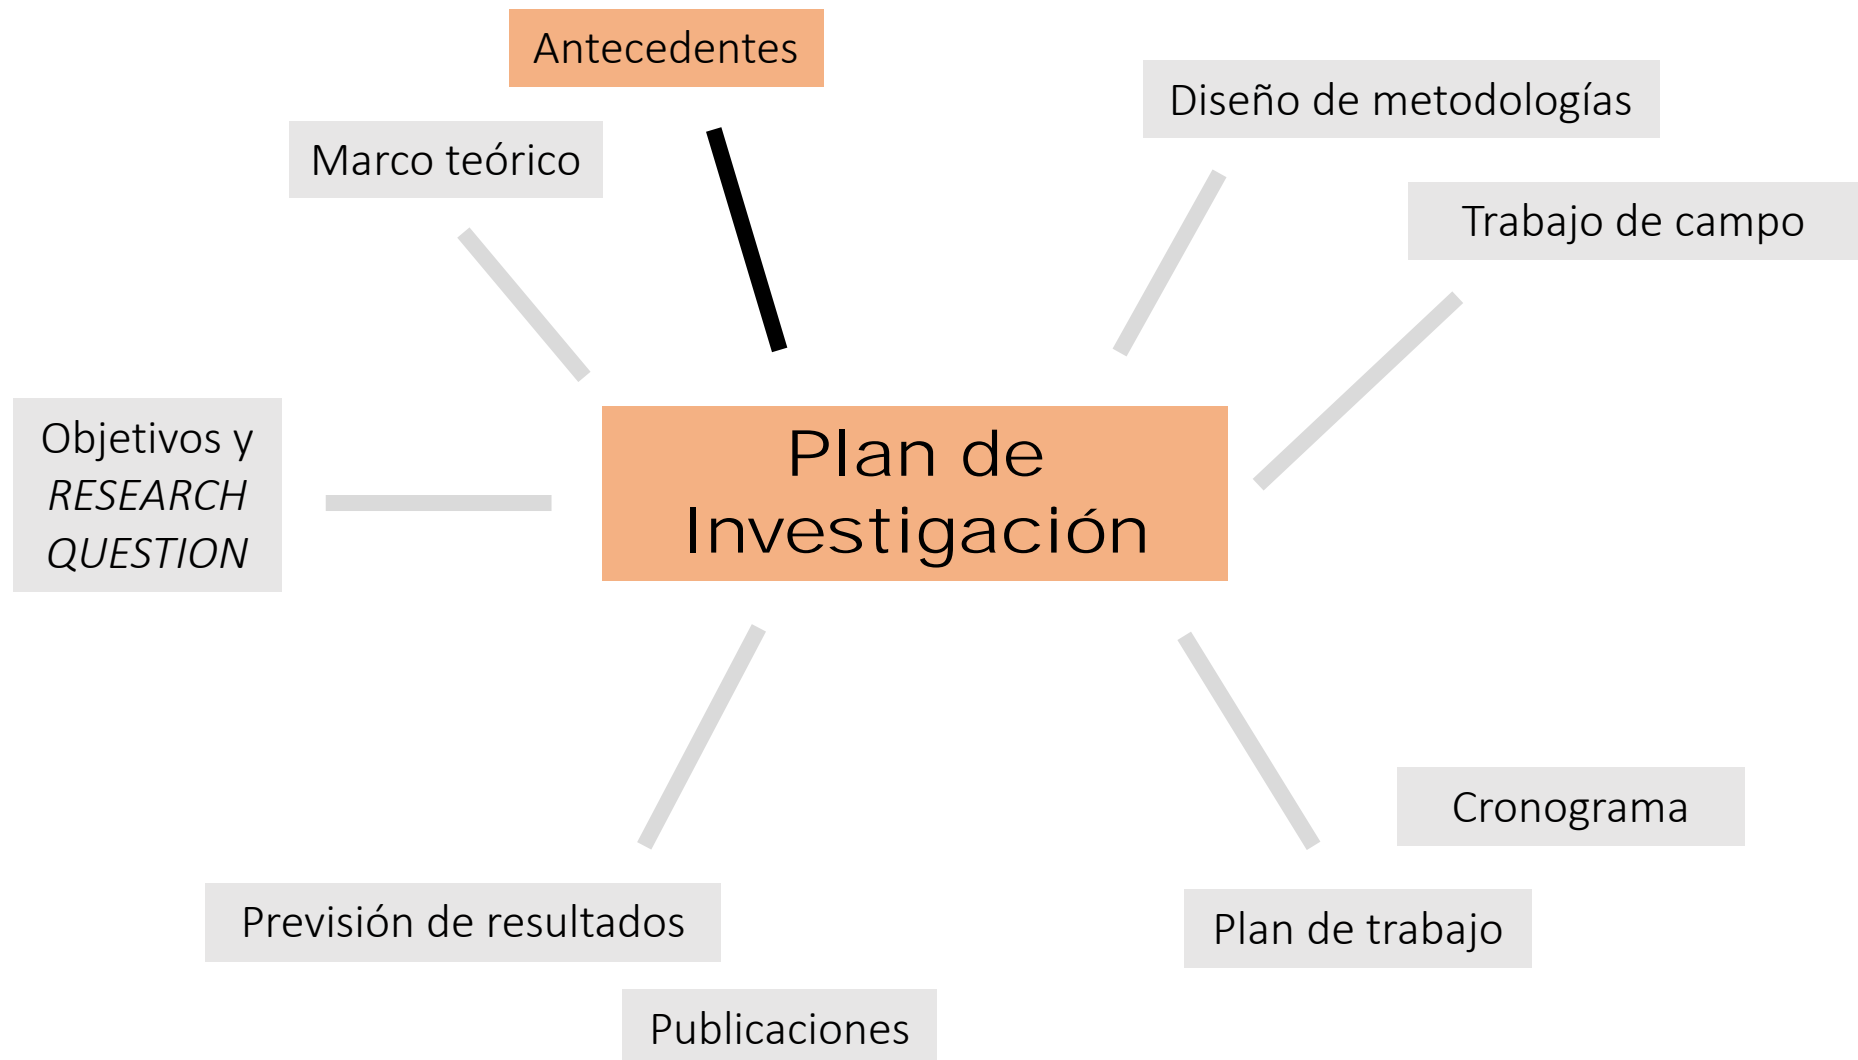 Antecedentes
Diseño de metodologías
Marco teórico
Trabajo de campo
Objetivos y
RESEARCH
QUESTION
Plan de
Investigación
Cronograma
Previsión de resultados
Plan de trabajo
Publicaciones